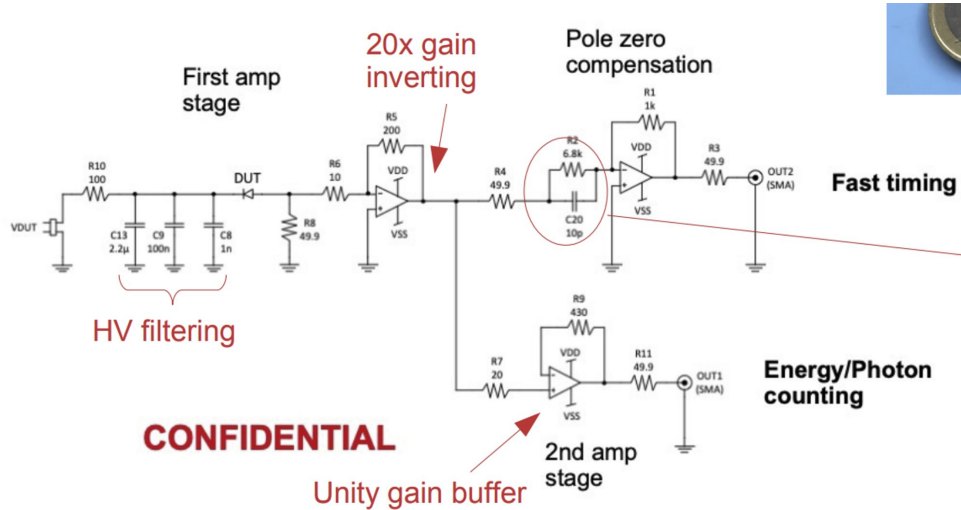 20x gain
inverting
Pole zero
compensation
First amp
stage
R1
1k
R5
200
R2
6.8k
VDD
VDD
R10
100
DUT
R6
10
R4
49.9
R3
49.9
OUT2
(SMA)
Fast timing
VDUT
C13
2.2µ
C9
100n
C8
1n
R8
49.9
VSS
C20
10p
VSS
HV filtering
R9
430
VDD
R7
20
R11
49.9
OUT1
(SMA)
Energy/Photon
counting
VSS
CONFIDENTIAL
2nd amp
stage
Unity gain buffer